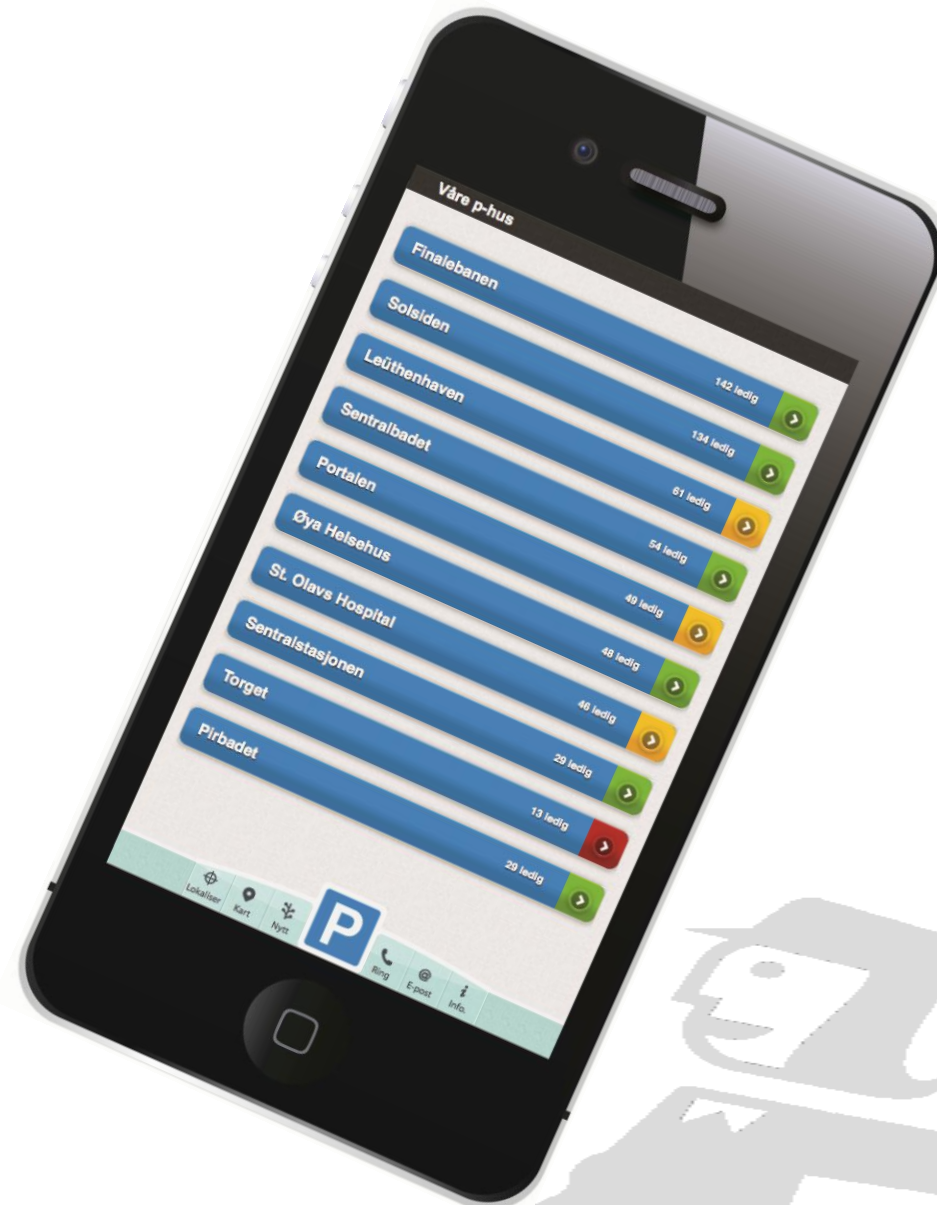 Våre p-hus
Finalebanen 142 ledig
Solsiden 134 ledig
Leüthenhaven 61 ledig
Sentralbadet 54 ledig
Portalen 49 ledig
Øya Helsehus 48 ledig
St. Olavs Hospital 46 ledig
Sentralstasjonen 29 ledig
Torget 13 ledig
Pirbadet 29 ledig
Lokaliser Kart Nytt P Ring E-post Info.